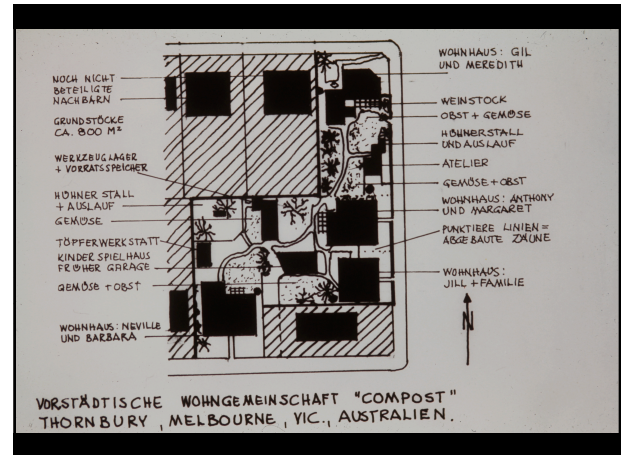 NOCH NICHT
BETEILIGTE
NACHBARN
GRUNDSTÖCKE
CA. 800 M²
WERKZEUGLAGER
+ VORRATSSPEICHER
HÜHNER STALL
+ AUSLAUF
GEMÜSE
TÖPFERWERKSTATT
KINDER SPIELHAUS
FRÜHER GARAGE
GEMÜSE + OBST
WOHNHAUS: NEVILLE
UND BARBARA
WOHNHAUS: GIL
UND MEREDITH
WEINSTOCK
OBST + GEMÜSE
HÜHNERSTALL
UND AUSLAUF
ATELIER
GEMÜSE + OBST
WOHNHAUS: ANTHONY
UND MARGARET
PUNKTIERE LINIEN =
ABGEBAUTE ZÄUNE
WOHNHAUS:
JILL + FAMILIE
N
VORSTÄDTISCHE WOHNGEMEINSCHAFT "COMPOST"
THORNBURY, MELBOURNE, VIC., AUSTRALIEN.